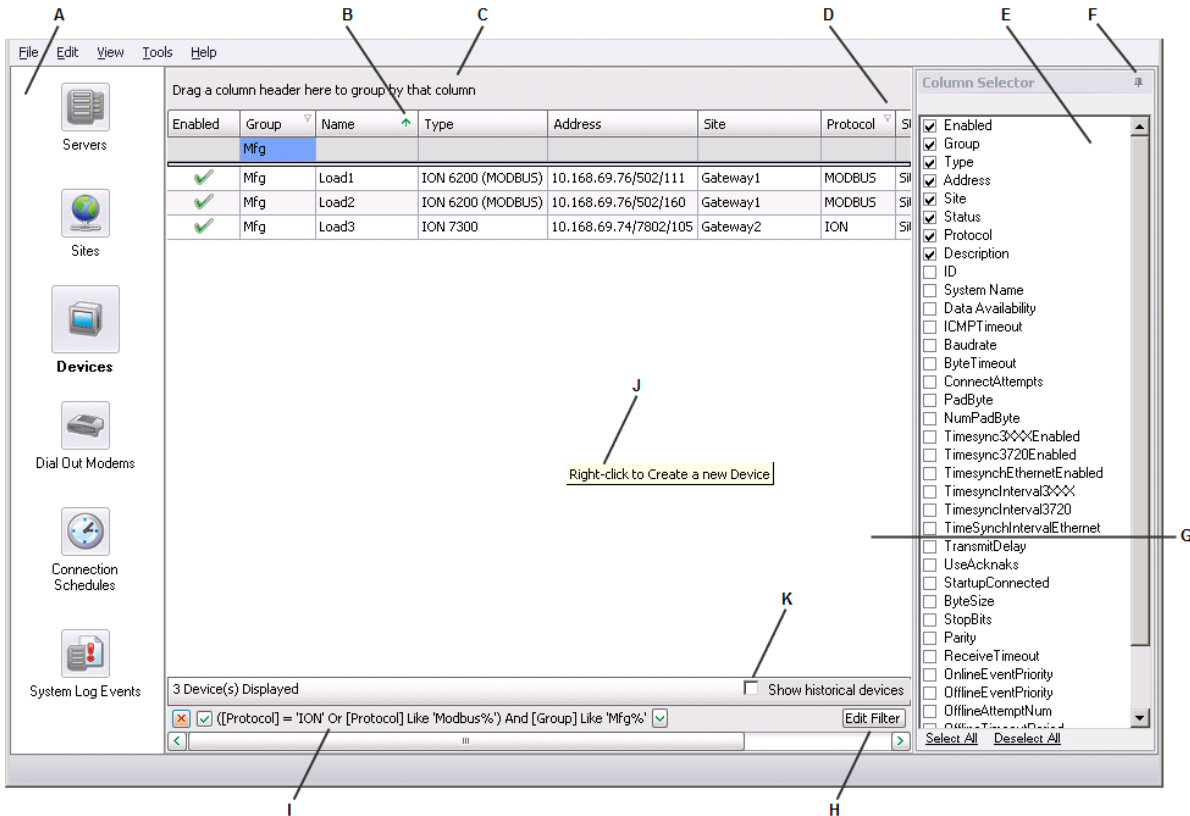 A B C D E F
File Edit View Tools Help
Servers
Sites
Devices
Dial Out Modems
Connection
Schedules
System Log Events
Drag a column header here to group by that column
Enabled Group Name Type Address Site Protocol
Mfg
Mfg Load1 ION 6200 (MODBUS) 10.168.69.76/502/111 Gateway1 MODBUS
Mfg Load2 ION 6200 (MODBUS) 10.168.69.76/502/160 Gateway1 MODBUS
Mfg Load3 ION 7300 10.168.69.74/7802/105 Gateway2 ION
J
Right-click to Create a new Device
G
K
3 Device(s) Displayed Show historical devices
([Protocol] = 'ION' Or [Protocol] Like 'Modbus%') And [Group] Like 'Mfg%' Edit Filter
Column Selector
Enabled
Group
Type
Address
Site
Status
Protocol
Description
ID
System Name
Data Availability
ICMPTimeout
Baudrate
ByteTimeout
ConnectAttempts
PadByte
NumPadByte
Timesync3XXXEnabled
Timesync3720Enabled
TimesynchEthernetEnabled
TimesyncInterval3XXX
TimesyncInterval3720
TimeSynchIntervalEthernet
TransmitDelay
UseAcknaks
StartupConnected
ByteSize
StopBits
Parity
ReceiveTimeout
OnlineEventPriority
OfflineEventPriority
OfflineAttemptNum
OfflineTimeoutPeriod
Select All Deselect All
I H